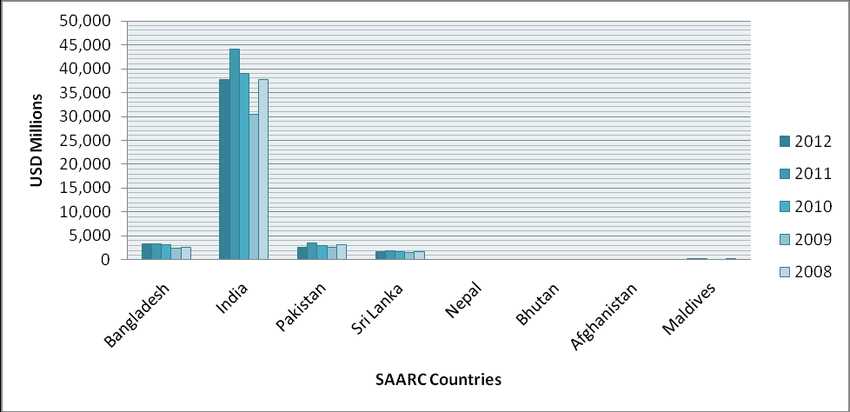 50,000
45,000
40,000
35,000
30,000
25,000
20,000
15,000
10,000
5,000
0
USD Millions
Bangladesh
India
Pakistan
Sri Lanka
Nepal
Bhutan
Afghanistan
Maldives
SAARC Countries
2012
2011
2010
2009
2008